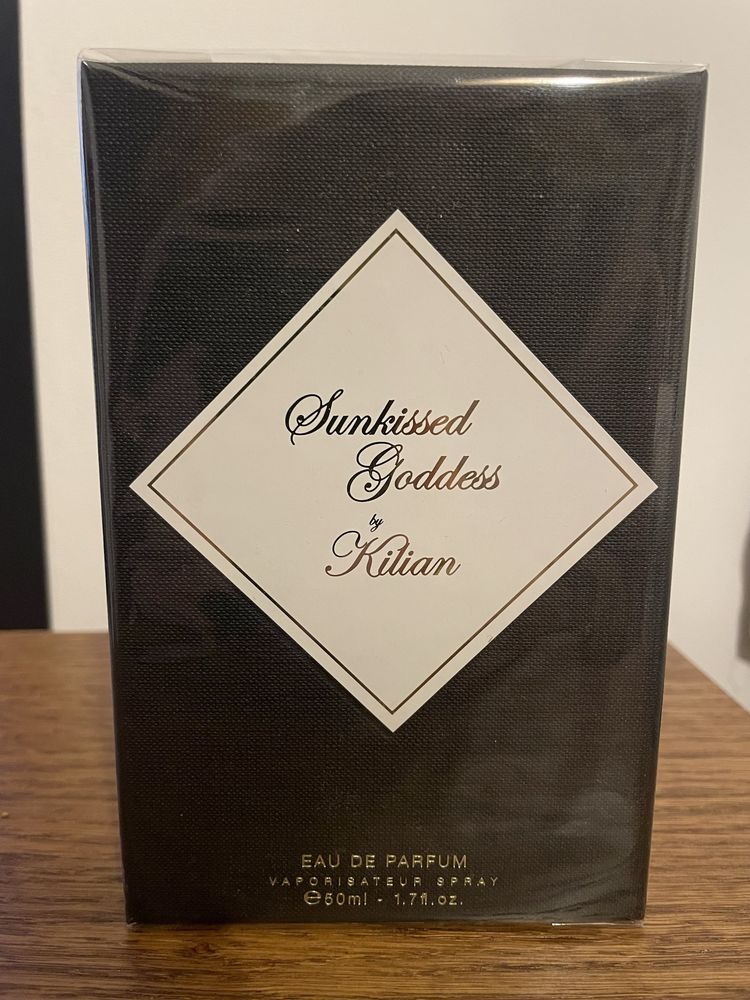 Sunkissed
Goddess
by
Kilian
EAU DE PARFUM
VAPORISATEUR SPRAY
℮50ml - 1.7fl.oz.